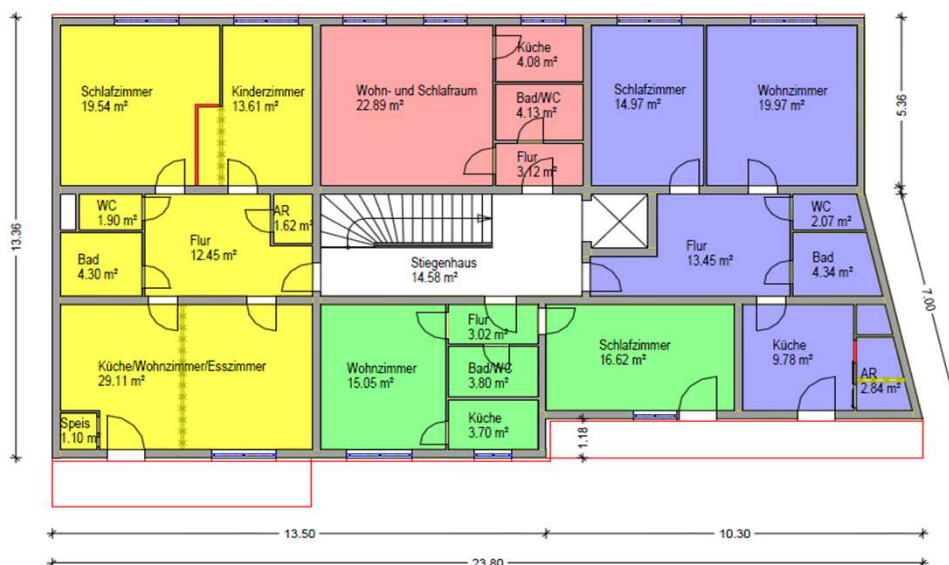 Schlafzimmer
19.54 m²
Kinderzimmer
13.61 m²
Wohn- und Schlafraum
22.89 m²
Küche
4.08 m²
Bad/WC
4.13 m²
Flur
3.12 m²
Schlafzimmer
14.97 m²
Wohnzimmer
19.97 m²
5.36
13.36
WC
1.90 m²
Bad
4.30 m²
Flur
12.45 m²
AR
1.62 m²
Stiegenhaus
14.58 m²
Flur
13.45 m²
WC
2.07 m²
Bad
4.34 m²
7.00
Küche/Wohnzimmer/Esszimmer
29.11 m²
Speis
1.10 m²
Wohnzimmer
15.05 m²
Flur
3.02 m²
Bad/WC
3.80 m²
Küche
3.70 m²
Schlafzimmer
16.62 m²
Küche
9.78 m²
AR
2.84 m²
1.18
13.50
10.30
23.80